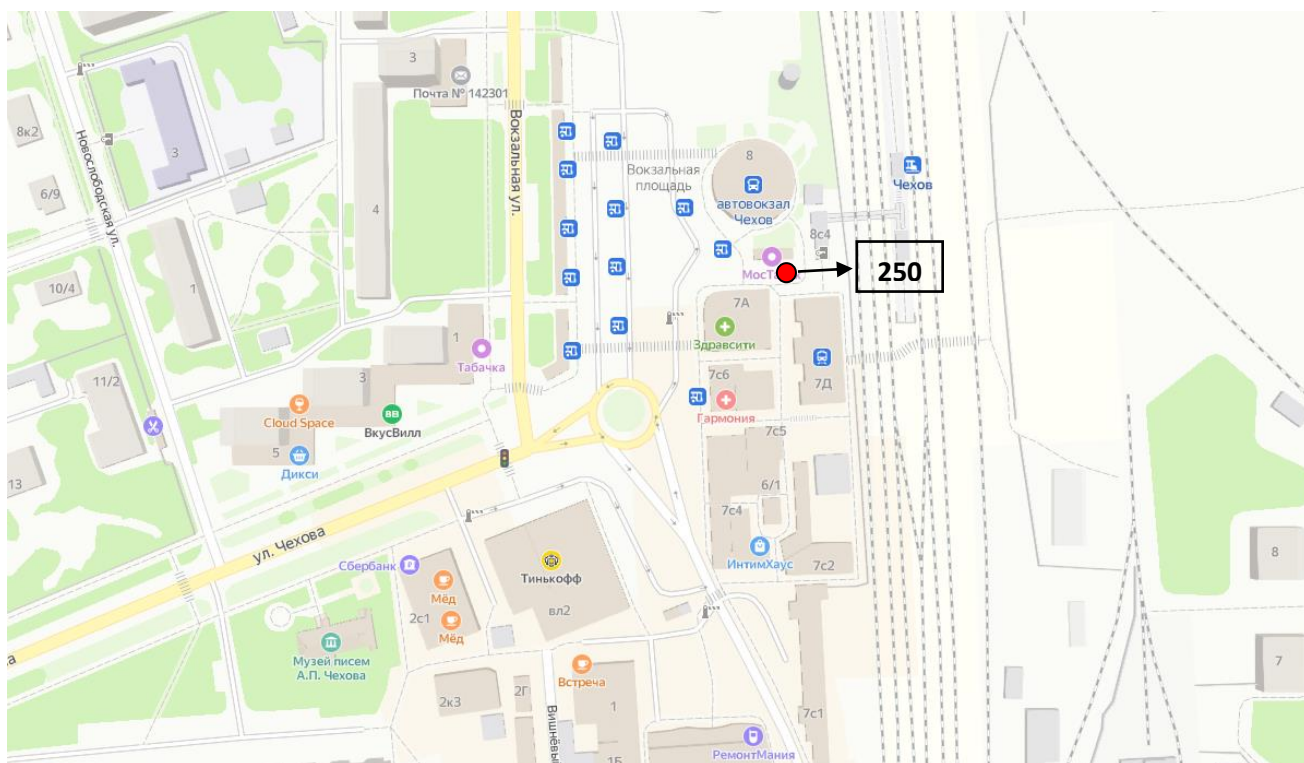 3
Почта № 142301
8к2
3
Новослободская ул.
6/9
4
Вокзальная ул.
8
Вокзальная
площадь
автовокзал
Чехов
Чехов
8с4
250
10/4
1
7А
Здравсити
1
Табачка
7Д
11/2
3
7с6
Cloud Space
ВкусВилл
Гармония
7с5
5
Дикси
13
6/1
7с4
ул. Чехова
Сбербанк
Тинькофф
ИнтимХаус
7с2
8
Мёд
вл2
2с1
Мёд
Музей писем
А.П. Чехова
7
Встреча
2к3
2Г
1
7с1
РемонтМания
1Б